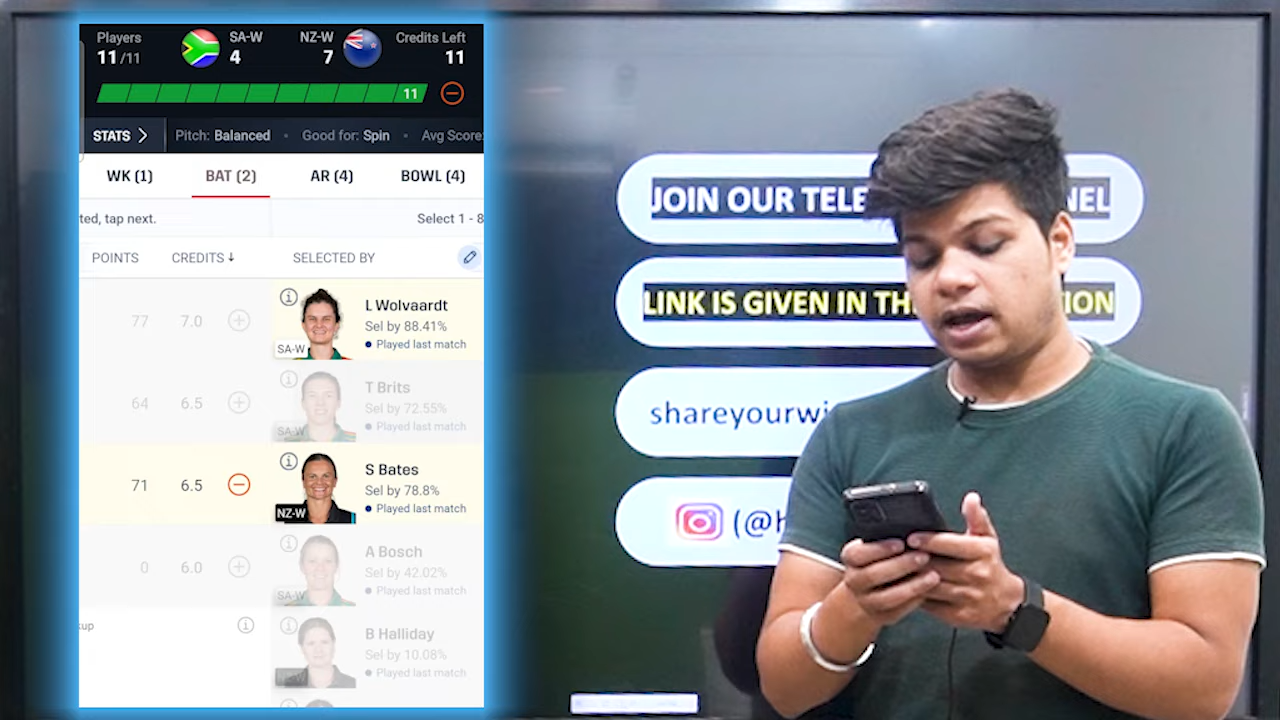 Players
11/11
SA-W
4
NZ-W
7
Credits Left
11
11
STATS
Pitch: Balanced
Good for: Spin
Avg Score:
WK (1)
BAT (2)
AR (4)
BOWL (4)
ted, tap next.
Select 1 - 8
POINTS
CREDITS
SELECTED BY
77
7.0
L Wolvaardt
Sel by 88.41%
Played last match
SA-W
64
6.5
T Brits
Sel by 72.55%
Played last match
SA-W
71
6.5
S Bates
Sel by 78.8%
Played last match
NZ-W
0
6.0
A Bosch
Sel by 42.02%
Played last match
SA-W
B Halliday
Sel by 10.08%
Played last match
JOIN OUR TELE NEL
LINK IS GIVEN IN TH ION
shareyourwi
(@h